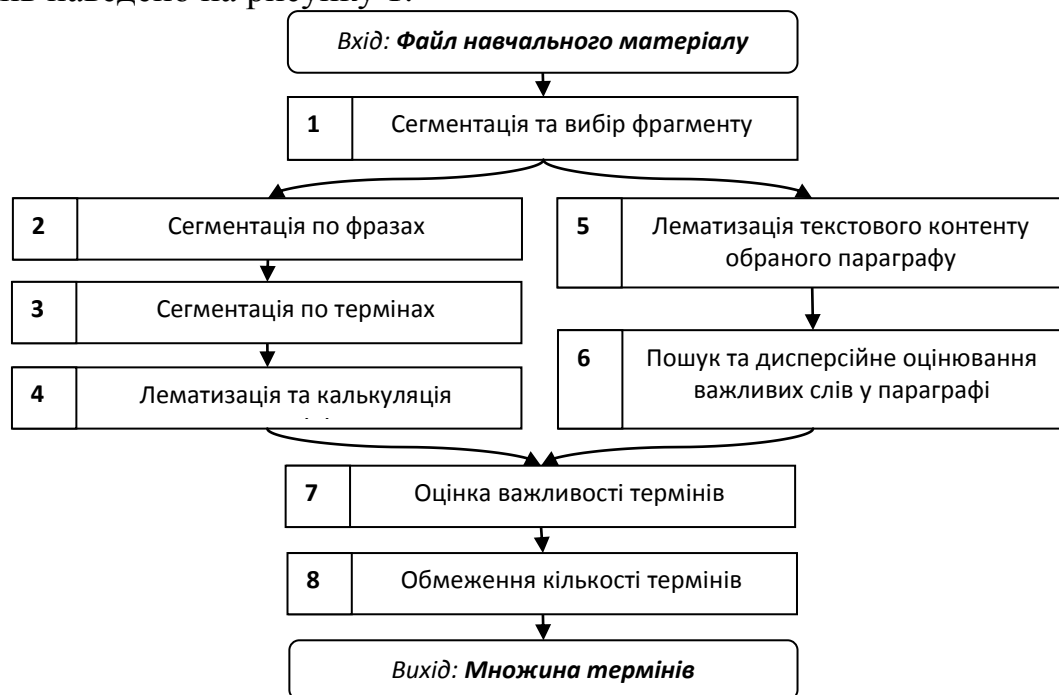 наведено на рисунку 1.
Вхід: Файл навчального матеріалу
1 Сегментація та вибір фрагменту
2 Сегментація по фразах
3 Сегментація по термінах
4 Лематизація та калькуляція
5 Лематизація текстового контенту
обраного параграфу
6 Пошук та дисперсійне оцінювання
важливих слів у параграфі
7 Оцінка важливості термінів
8 Обмеження кількості термінів
Вихід: Множина термінів